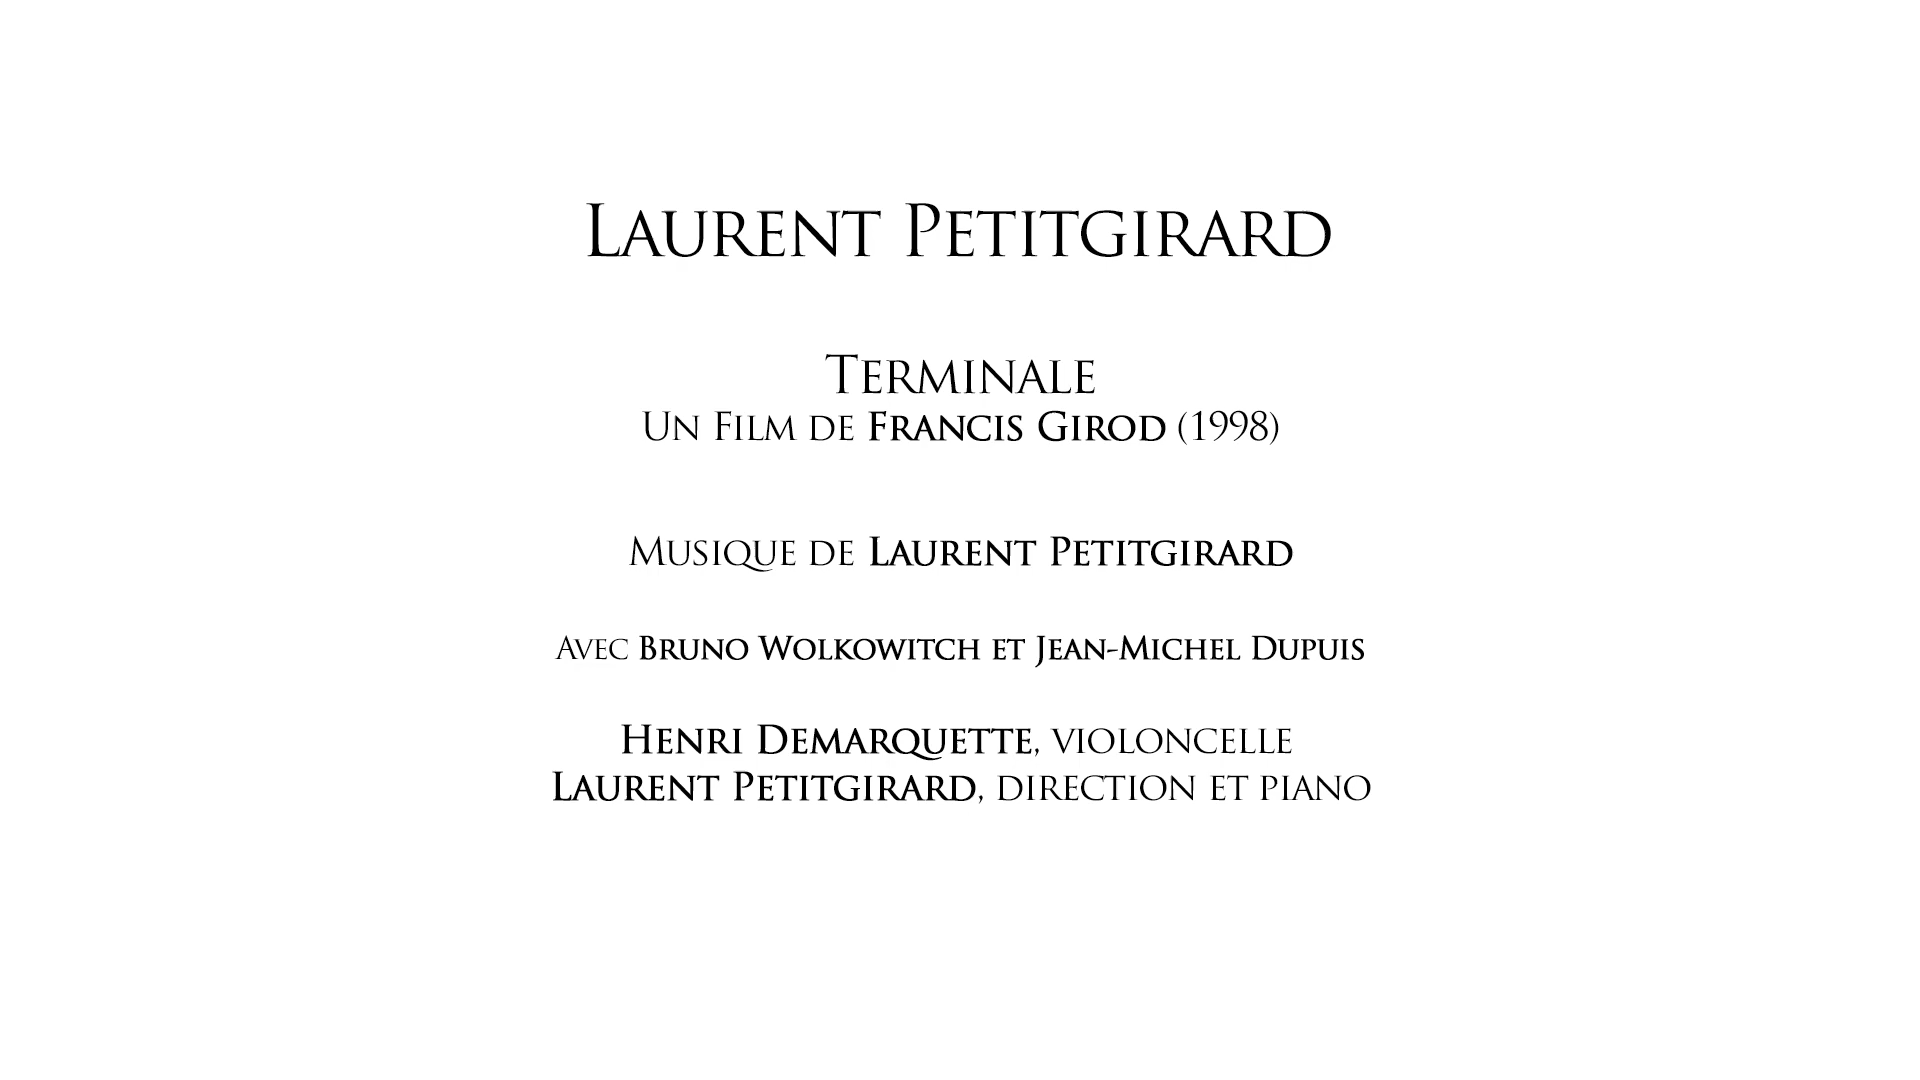 Laurent Petitgirard
Terminale
Un Film de Francis Girod (1998)
Musique de Laurent Petitgirard
Avec Bruno Wolkowitch et Jean-Michel Dupuis
Henri Demarquette, violoncelle
Laurent Petitgirard, direction et piano